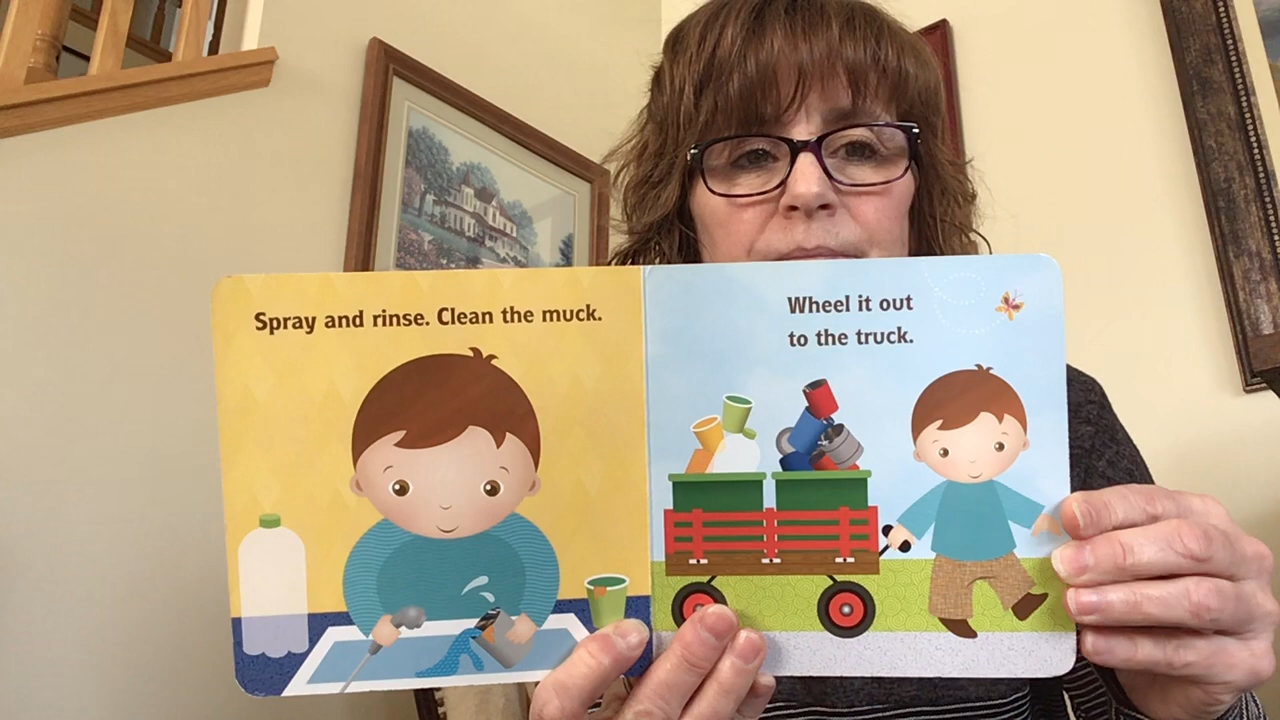 Spray and rinse. Clean the muck.
Wheel it out
to the truck.